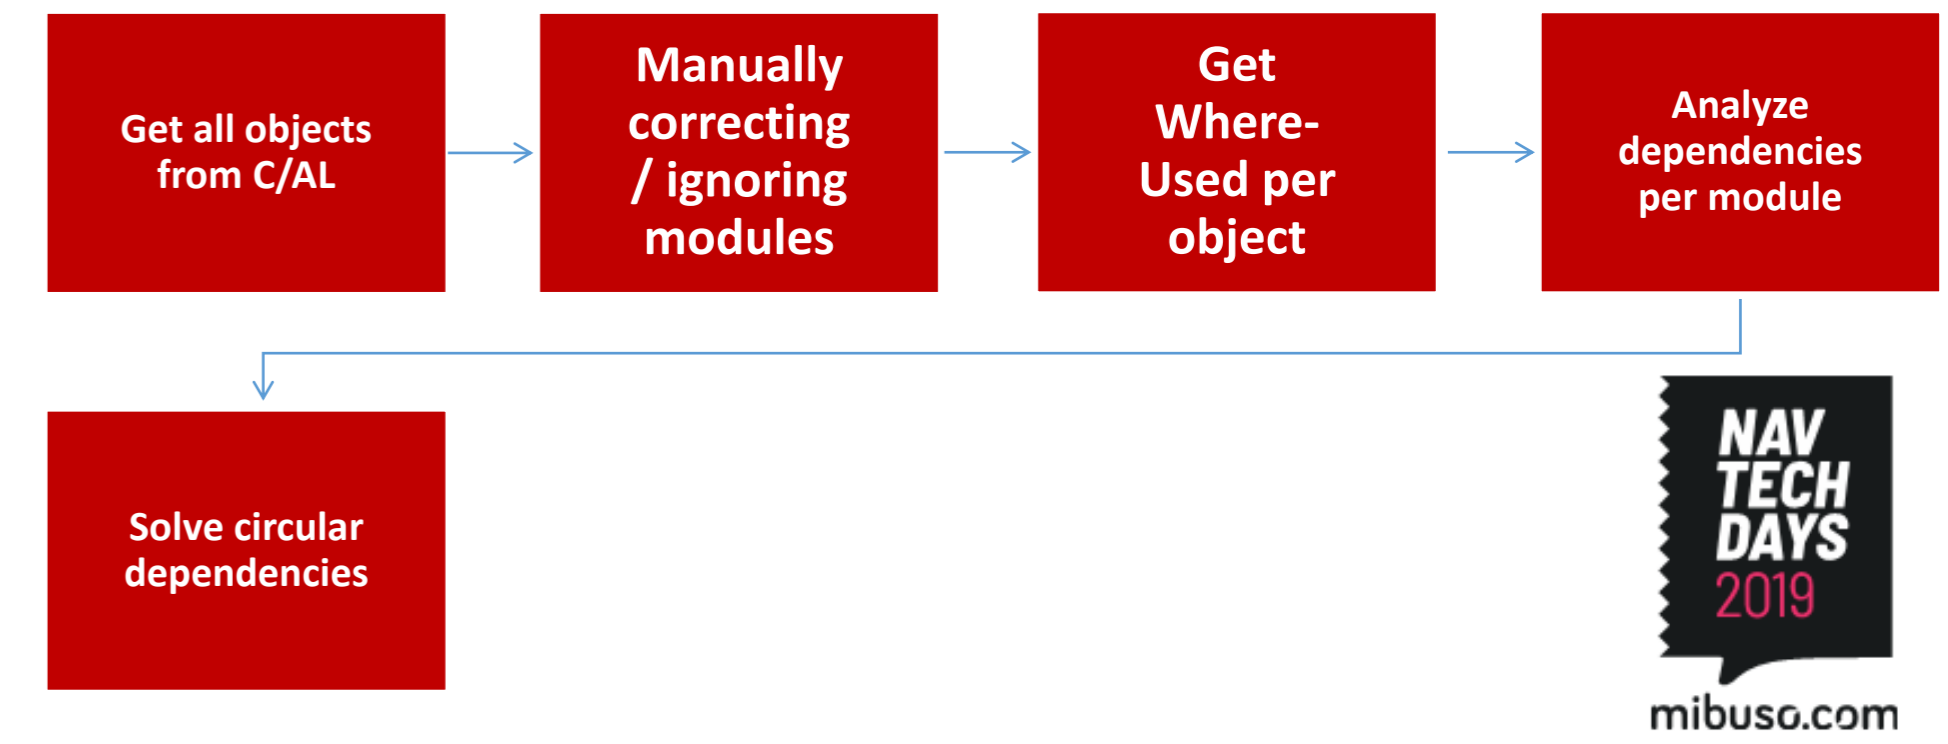 Get all objects
from C/AL
Manually
correcting
/ ignoring
modules
Get
Where-
Used per
object
Analyze
dependencies
per module
Solve circular
dependencies
NAV
TECH
DAYS
2019
mibuso.com